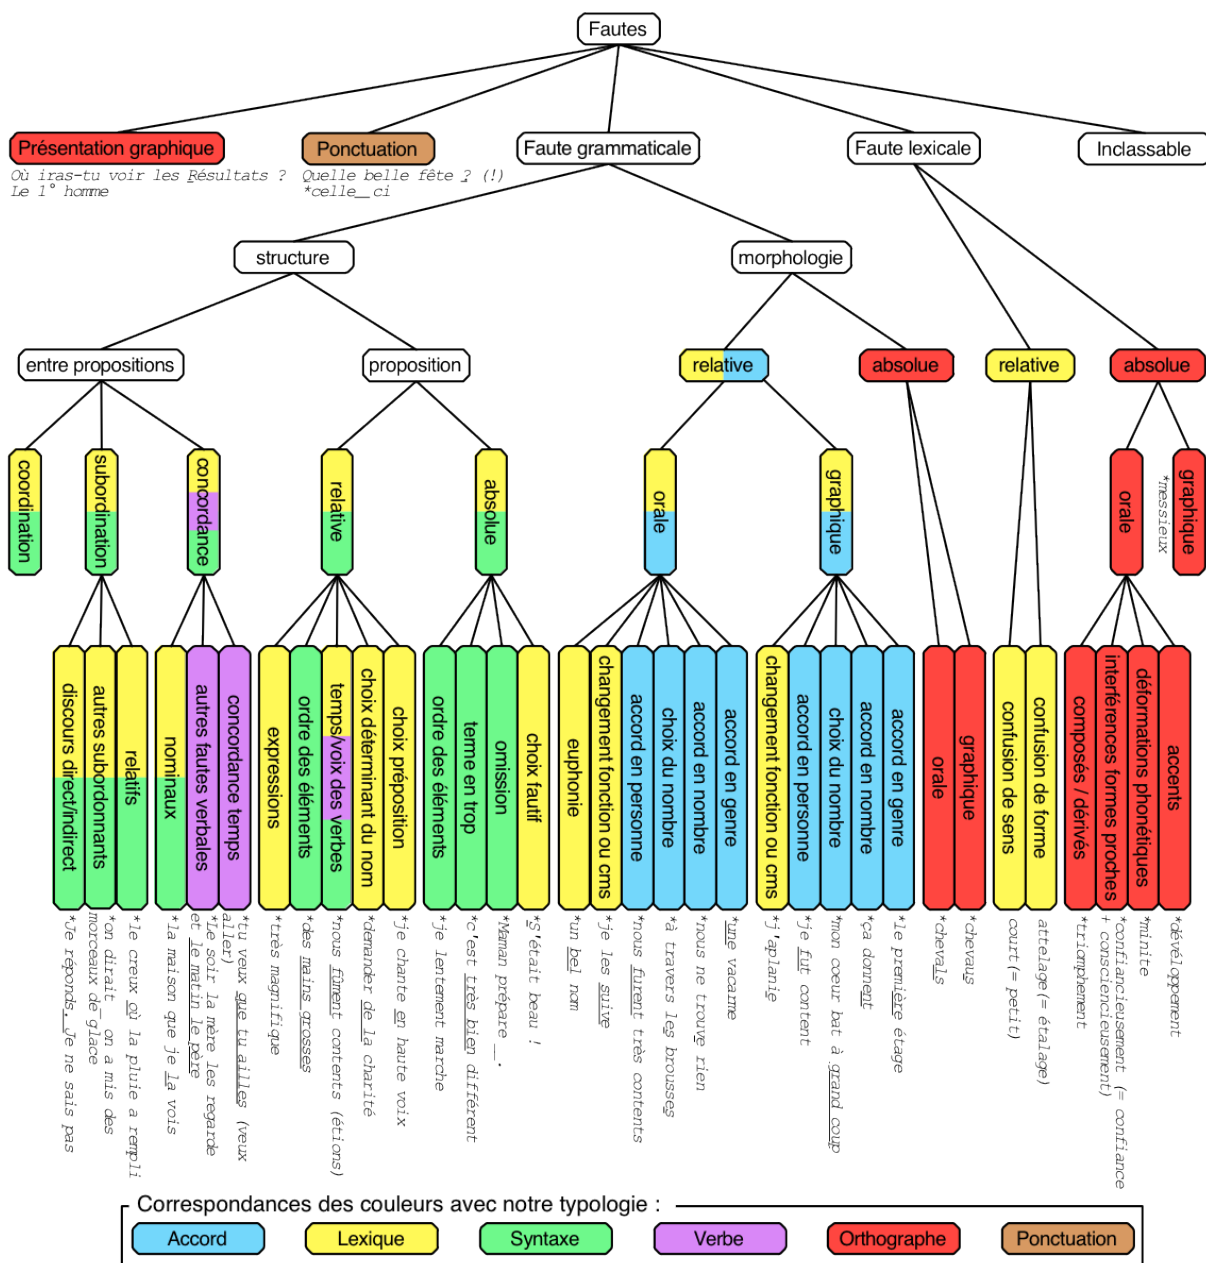 Fautes
Présentation graphique
Ponctuation
Faute grammaticale
Faute lexicale
Inclassable
Où iras-tu voir les Résultats ?
Le 1° homme
Quelle belle fête ? (!)
*celle__ci
structure
morphologie
entre propositions
proposition
relative
absolue
relative
absolue
coordination
subordination
concordance
relative
absolue
orale
graphique
orale
graphique
*messieux
discours direct/indirect
autres subordonnants
relatifs
nominaux
autres fautes verbales
concordance temps
expressions
ordre des éléments
temps/voix des verbes
choix déterminant du nom
choix préposition
ordre des éléments
terme en trop
omission
choix fautif
euphonie
changement fonction ou cms
accord en personne
choix du nombre
accord en nombre
accord en genre
changement fonction ou cms
accord en personne
choix du nombre
accord en nombre
accord en genre
orale
graphique
confusion de sens
confusion de forme
composés / dérivés
interférences formes proches
déformations phonétiques
accents
*Je réponds. Je ne sais pas
*on dirait_ on a mis des
morceaux de glace
*le creux où la pluie a rempli
*la maison que je la vois
*Le soir la mère les regarde
et le matin le père
*tu veux que tu ailles (veux
aller)
*très magnifique
*des mains grosses
*nous fûment contents (étions)
*demander de la charité
*je chante en haute voix
*je lentement marche
*c'est très bien différent
*Maman prépare __.
*S'était beau !
*un bel nom
*je les suive
*nous furent très contents
*à travers les brousses
*nous ne trouve rien
*une vacarme
*j'aplanie
*je fut content
*mon coeur bat à grand coup
*ça donnent
*le première étage
*chevals
*chevaus
court (= petit)
attelage (= étalage)
*triomphement
*confiancieusement (= confiance
+ consciencieusement)
*minite
*dévéloppement
Correspondances des couleurs avec notre typologie :
Accord
Lexique
Syntaxe
Verbe
Orthographe
Ponctuation